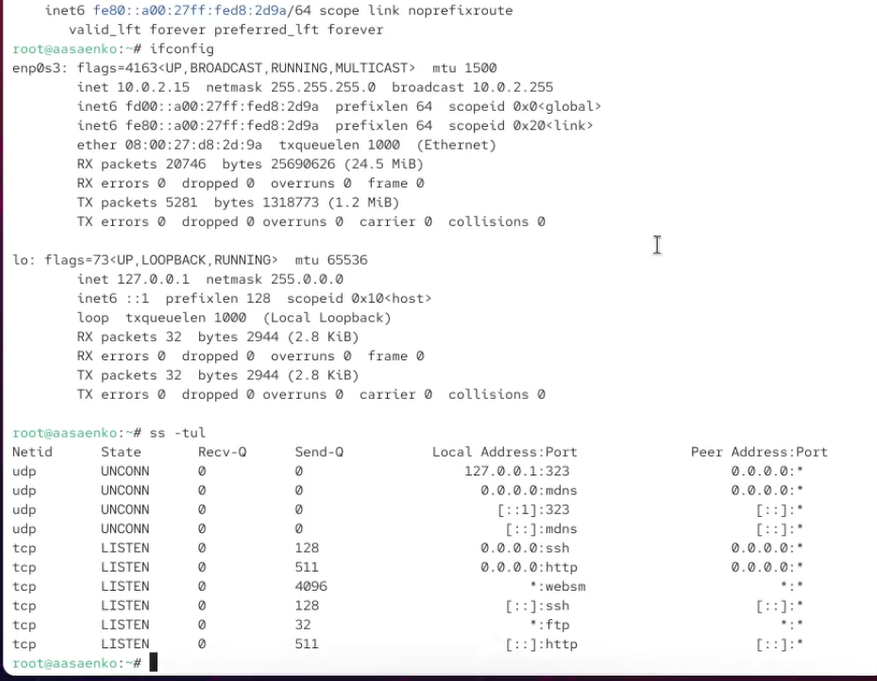 inet6 fe80::a00:27ff:fed8:2d9a/64 scope link noprefixroute
valid_lft forever preferred_lft forever
root@aasaenko:~# ifconfig
enp0s3: flags=4163<UP,BROADCAST,RUNNING,MULTICAST>  mtu 1500
inet 10.0.2.15  netmask 255.255.255.0  broadcast 10.0.2.255
inet6 fd00::a00:27ff:fed8:2d9a  prefixlen 64  scopeid 0x0<global>
inet6 fe80::a00:27ff:fed8:2d9a  prefixlen 64  scopeid 0x20<link>
ether 08:00:27:d8:2d:9a  txqueuelen 1000  (Ethernet)
RX packets 20746  bytes 25690626 (24.5 MiB)
RX errors 0  dropped 0  overruns 0  frame 0
TX packets 5281  bytes 1318773 (1.2 MiB)
TX errors 0  dropped 0 overruns 0  carrier 0  collisions 0
lo: flags=73<UP,LOOPBACK,RUNNING>  mtu 65536
inet 127.0.0.1  netmask 255.0.0.0
inet6 ::1  prefixlen 128  scopeid 0x10<host>
loop  txqueuelen 1000  (Local Loopback)
RX packets 32  bytes 2944 (2.8 KiB)
RX errors 0  dropped 0  overruns 0  frame 0
TX packets 32  bytes 2944 (2.8 KiB)
TX errors 0  dropped 0 overruns 0  carrier 0  collisions 0
root@aasaenko:~# ss -tul
Netid State Recv-Q Send-Q Local Address:Port Peer Address:Port
udp UNCONN 0 0 127.0.0.1:323 0.0.0.0:*
udp UNCONN 0 0 0.0.0.0:mdns 0.0.0.0:*
udp UNCONN 0 0 [::1]:323 [::]:*
udp UNCONN 0 0 [::]:mdns [::]:*
tcp LISTEN 0 128 0.0.0.0:ssh 0.0.0.0:*
tcp LISTEN 0 511 0.0.0.0:http 0.0.0.0:*
tcp LISTEN 0 4096 *:websm *:*
tcp LISTEN 0 128 [::]:ssh [::]:*
tcp LISTEN 0 32 *:ftp *:*
tcp LISTEN 0 511 [::]:http [::]:*
root@aasaenko:~#